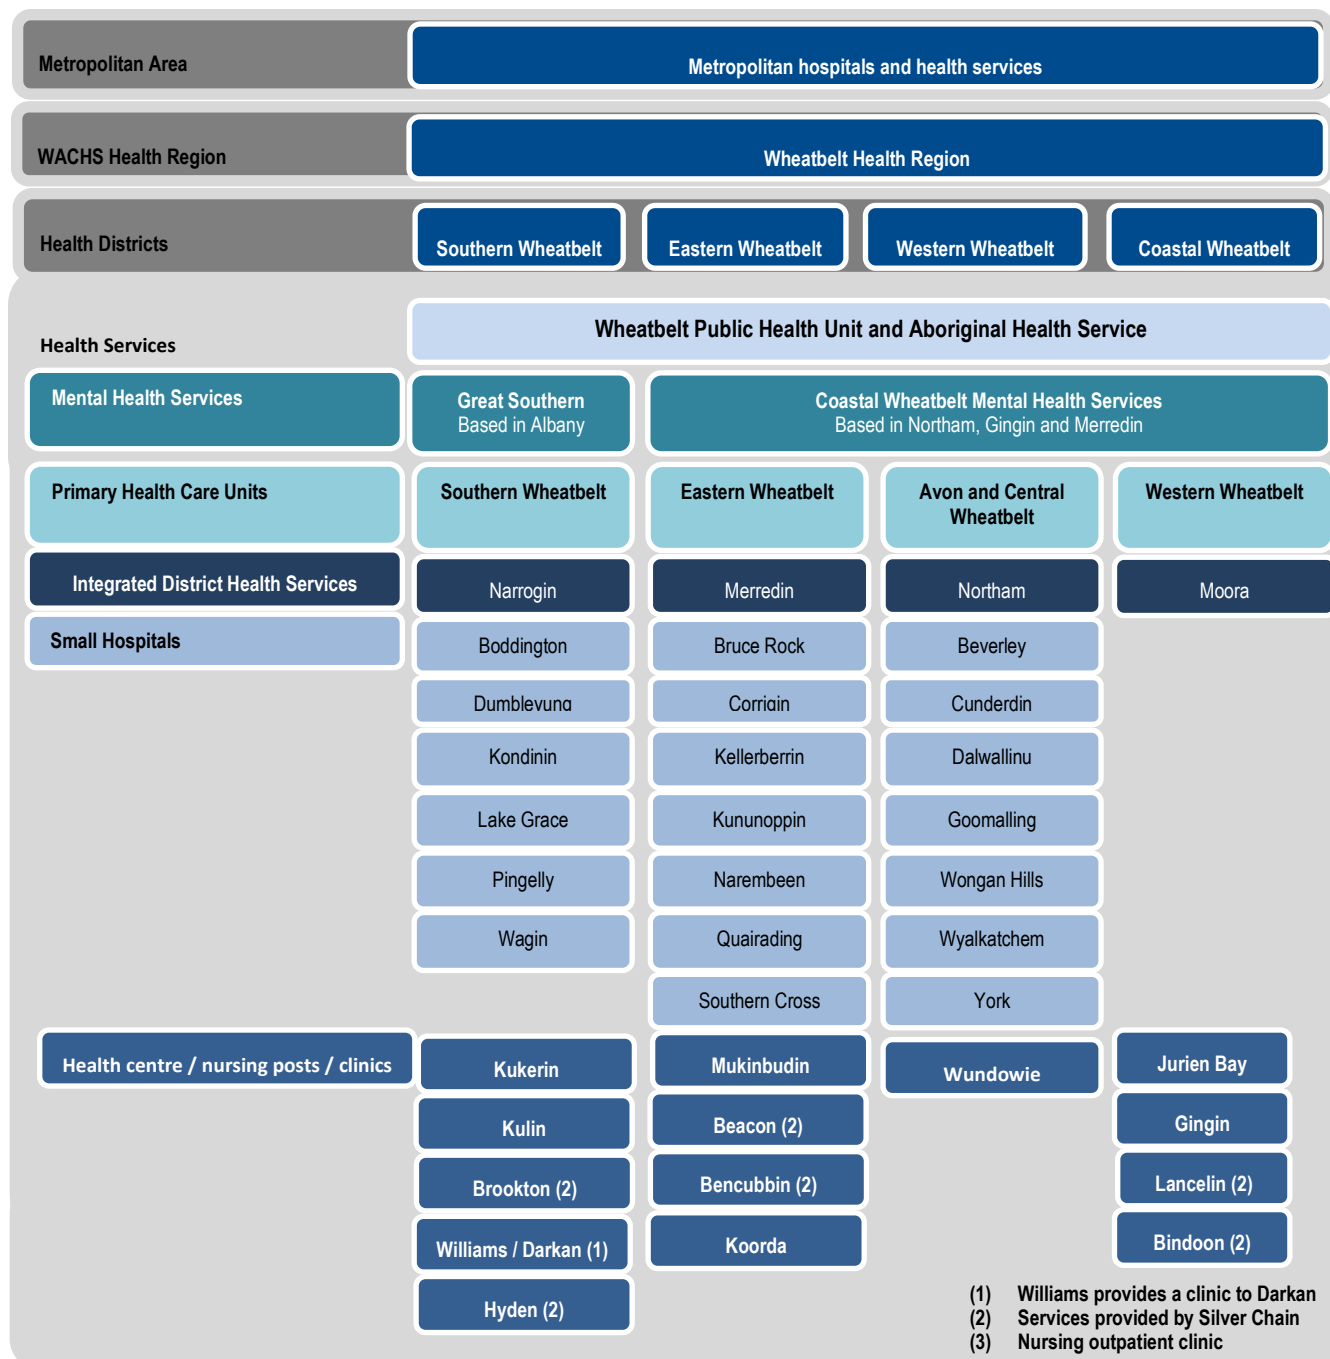 Metropolitan Area
Metropolitan hospitals and health services
WACHS Health Region
Wheatbelt Health Region
Health Districts
Southern Wheatbelt
Eastern Wheatbelt
Western Wheatbelt
Coastal Wheatbelt
Health Services
Wheatbelt Public Health Unit and Aboriginal Health Service
Mental Health Services
Great Southern
Based in Albany
Coastal Wheatbelt Mental Health Services
Based in Northam, Gingin and Merredin
Primary Health Care Units
Southern Wheatbelt
Eastern Wheatbelt
Avon and Central
Wheatbelt
Western Wheatbelt
Integrated District Health Services
Narrogin
Merredin
Northam
Moora
Small Hospitals
Boddington
Bruce Rock
Beverley
Dumbleyung
Corrigin
Cunderdin
Kondinin
Kellerberrin
Dalwallinu
Lake Grace
Kununoppin
Goomalling
Pingelly
Narembeen
Wongan Hills
Wagin
Quairading
Wyalkatchem
Southern Cross
York
Health centre / nursing posts / clinics
Kukerin
Mukinbudin
Wundowie
Jurien Bay
Kulin
Beacon (2)
Gingin
Brookton (2)
Bencubbin (2)
Lancelin (2)
Williams / Darkan (1)
Koorda
Bindoon (2)
Hyden (2)
(1) Williams provides a clinic to Darkan
(2) Services provided by Silver Chain
(3) Nursing outpatient clinic